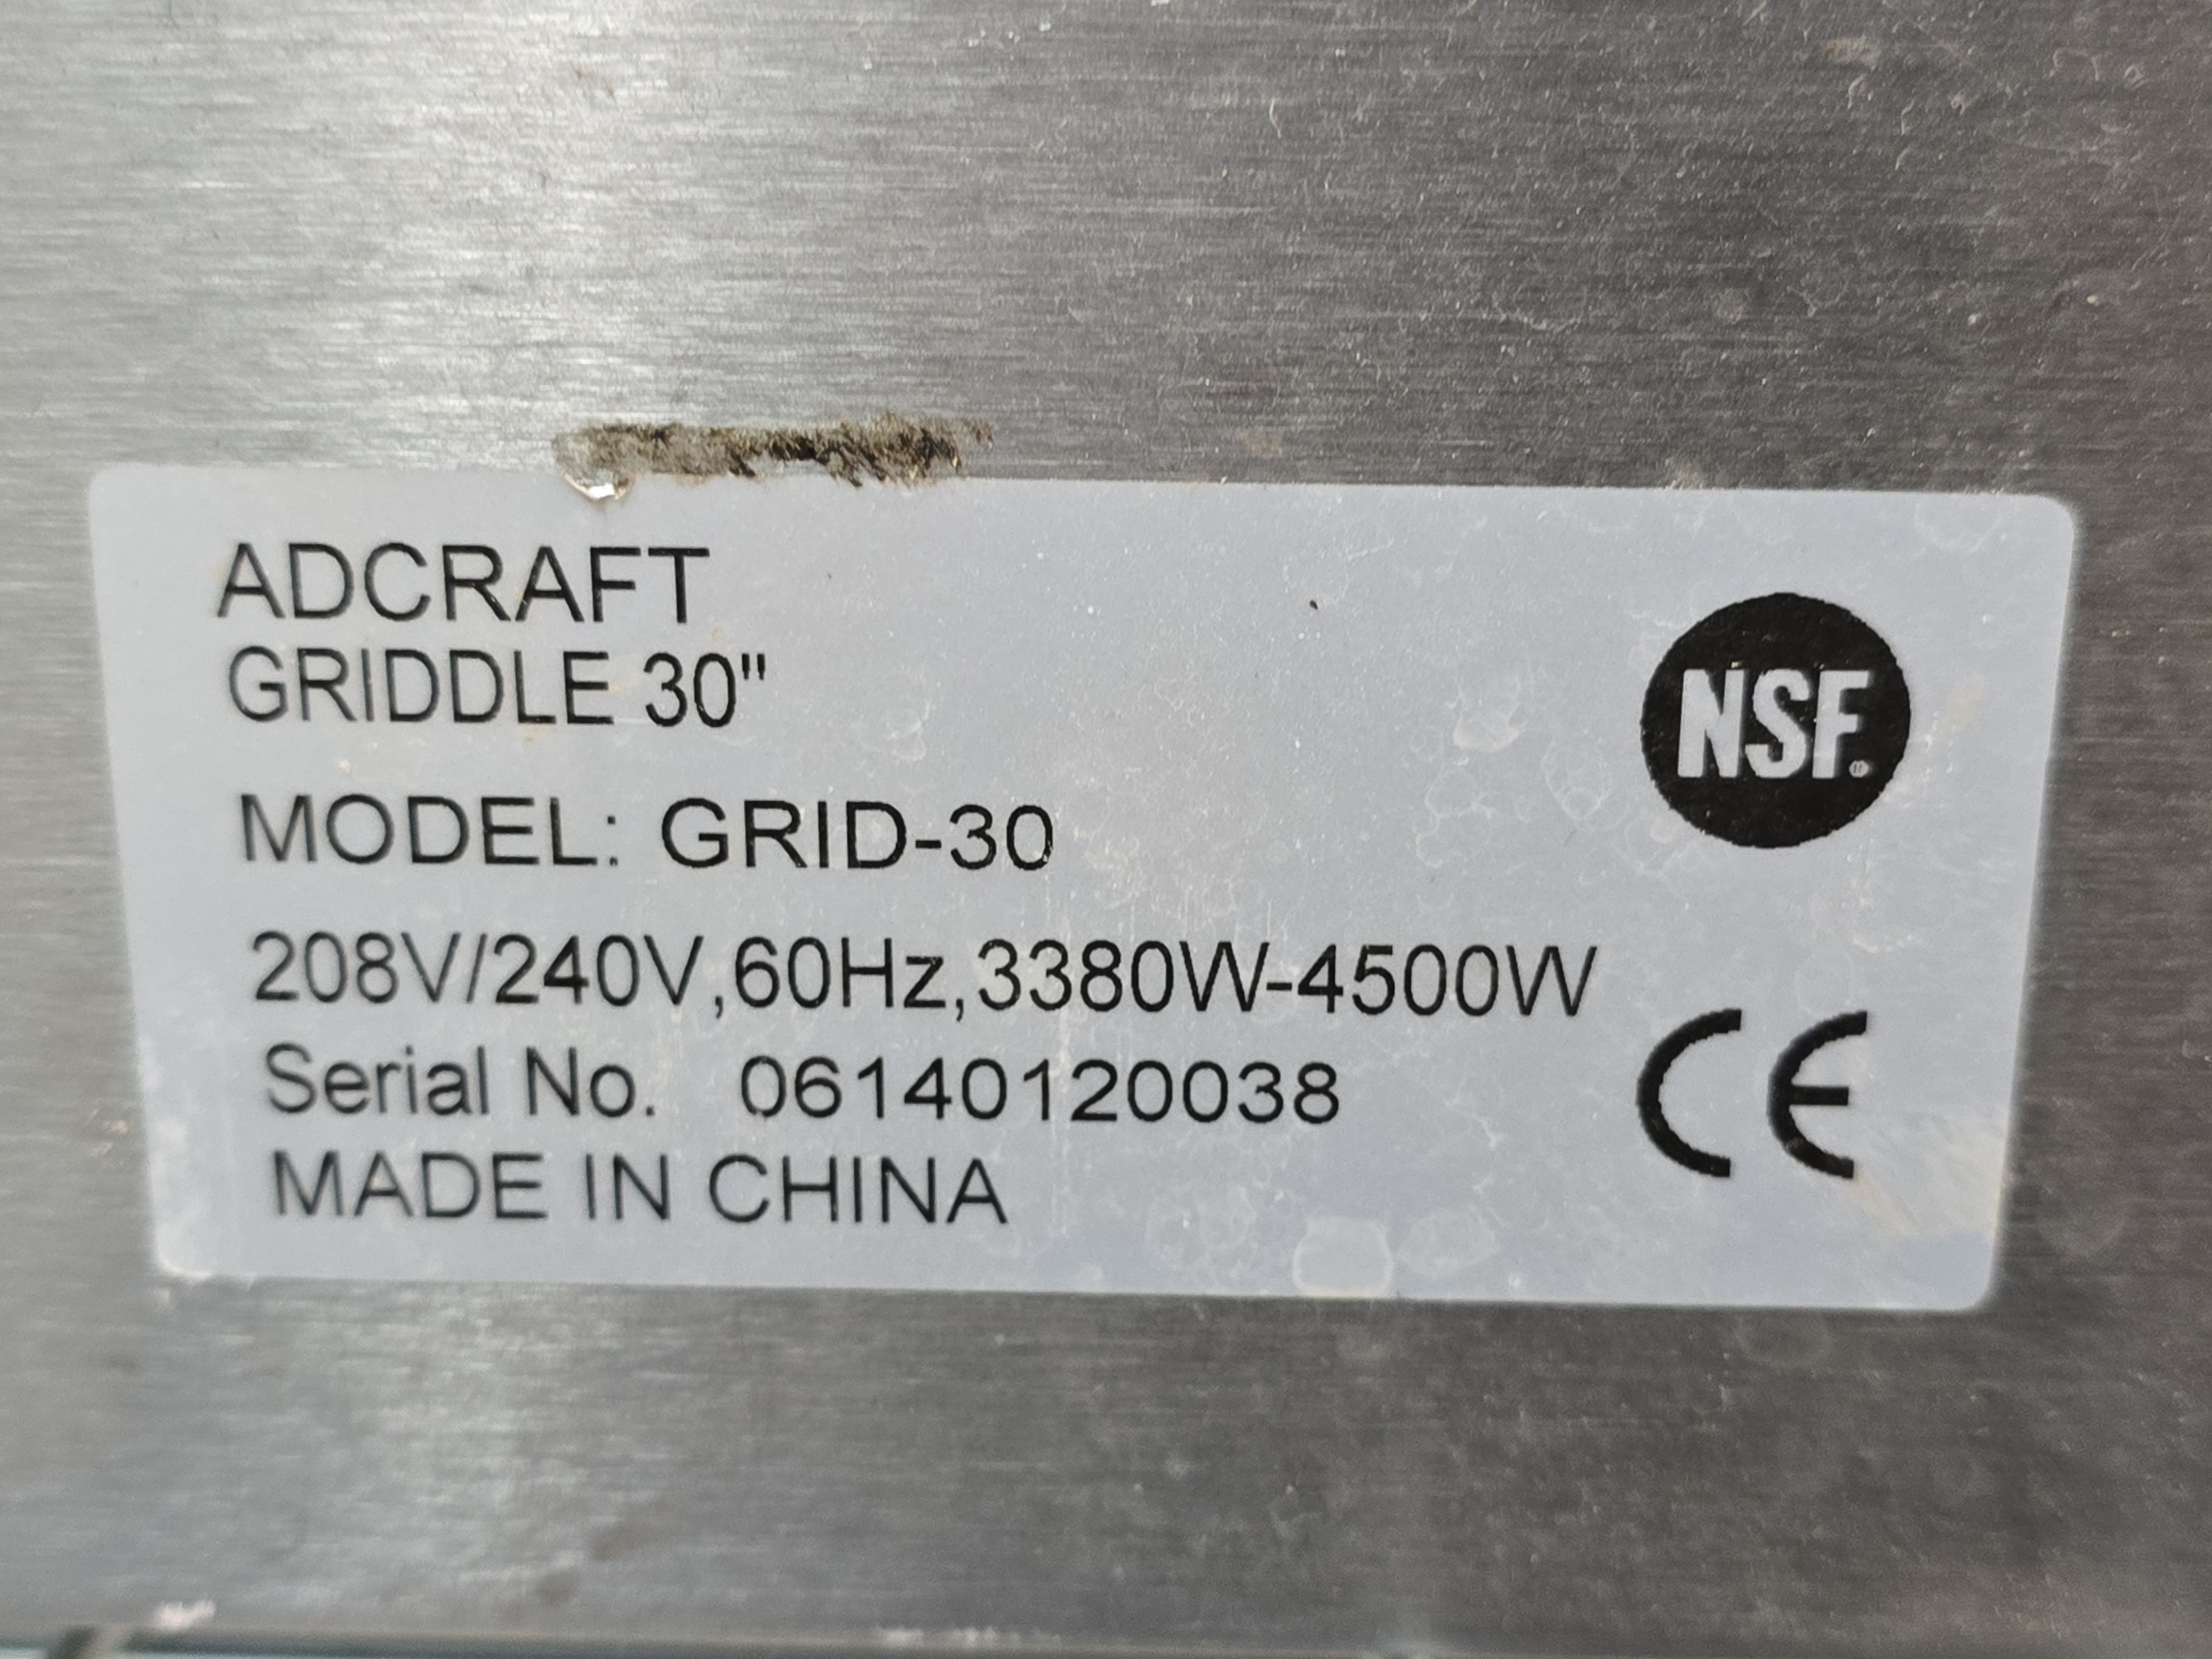 ADCRAFT
GRIDDLE 30"
NSF®
MODEL: GRID-30
208V/240V,60Hz,3380W-4500W
Serial No. 06140120038
CE
MADE IN CHINA